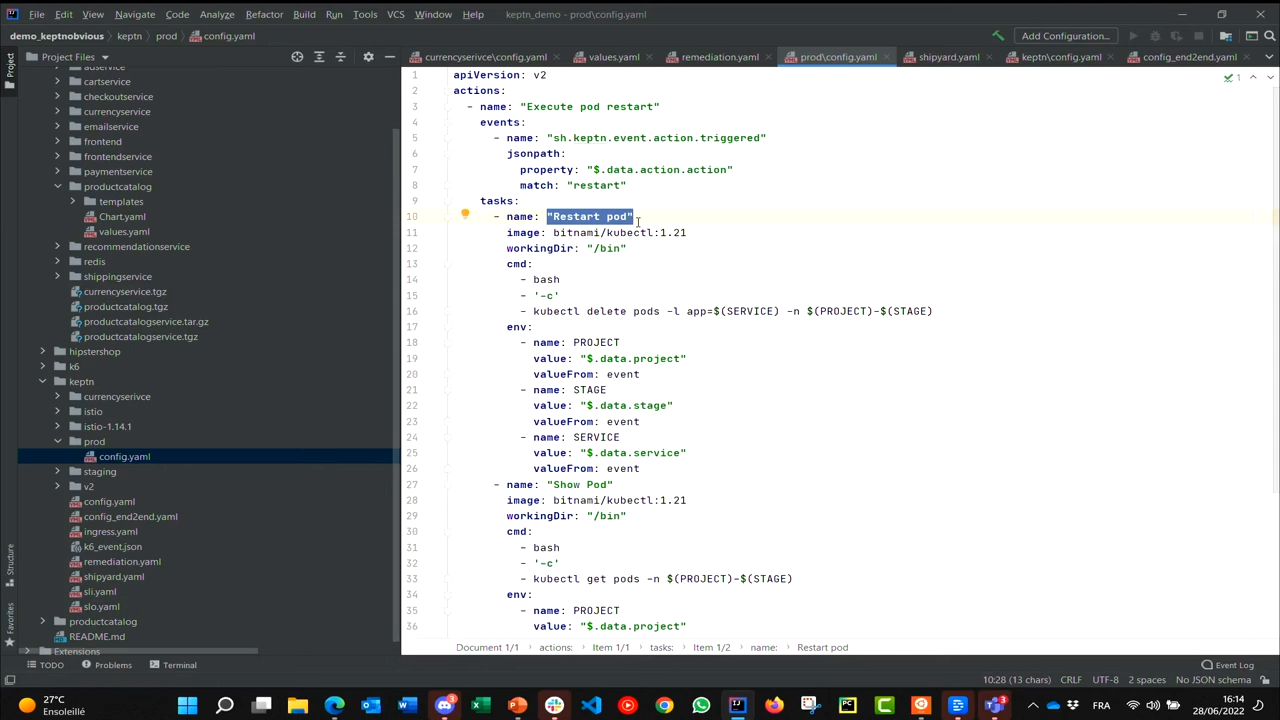 File Edit View Navigate Code Analyze Refactor Build Run Tools VCS Window Help keptn_demo - prod\config.yaml
demo_keptnobvious keptn prod config.yaml
Add Configuration...
Project
Structure
Favorites
Project Files
adservice
cartservice
checkoutservice
currencyservice
emailservice
frontend
frontendservice
paymentservice
productcatalog
templates
Chart.yaml
values.yaml
recommendationservice
redis
shippingservice
currencyservice.tgz
productcatalog.tgz
productcatalogservice.tar.gz
productcatalogservice.tgz
hipstershop
k6
keptn
currencyserice
istio-1.14.1
prod
config.yaml
staging
v2
config.yaml
config_end2end.yaml
ingress.yaml
k6_event.json
remediation.yaml
shipyard.yaml
sli.yaml
slo.yaml
productcatalog
README.md
Extensions
currencyserivce\config.yaml values.yaml remediation.yaml prod\config.yaml shipyard.yaml keptn\config.yaml config_end2end.yaml
1
1 apiVersion: v2
2 actions:
3 - name: "Execute pod restart"
4 events:
5 - name: "sh.keptn.event.action.triggered"
6 jsonpath:
7 property: "$.data.action.action"
8 match: "restart"
9 tasks:
10 - name: "Restart pod"
11 image: bitnami/kubectl:1.21
12 workingDir: "/bin"
13 cmd:
14 - bash
15 - '-c'
16 - kubectl delete pods -l app=$(SERVICE) -n $(PROJECT)-$(STAGE)
17 env:
18 - name: PROJECT
19 value: "$.data.project"
20 valueFrom: event
21 - name: STAGE
22 value: "$.data.stage"
23 valueFrom: event
24 - name: SERVICE
25 value: "$.data.service"
26 valueFrom: event
27 - name: "Show Pod"
28 image: bitnami/kubectl:1.21
29 workingDir: "/bin"
30 cmd:
31 - bash
32 - '-c'
33 - kubectl get pods -n $(PROJECT)-$(STAGE)
34 env:
35 - name: PROJECT
36 value: "$.data.project"
Document 1/1 actions: Item 1/1 tasks: Item 1/2 name: Restart pod
TODO Problems Terminal Event Log
10:28 (13 chars) CRLF UTF-8 2 spaces No JSON schema
27°C
Ensoleillé
3
3
FRA
16:14
28/06/2022